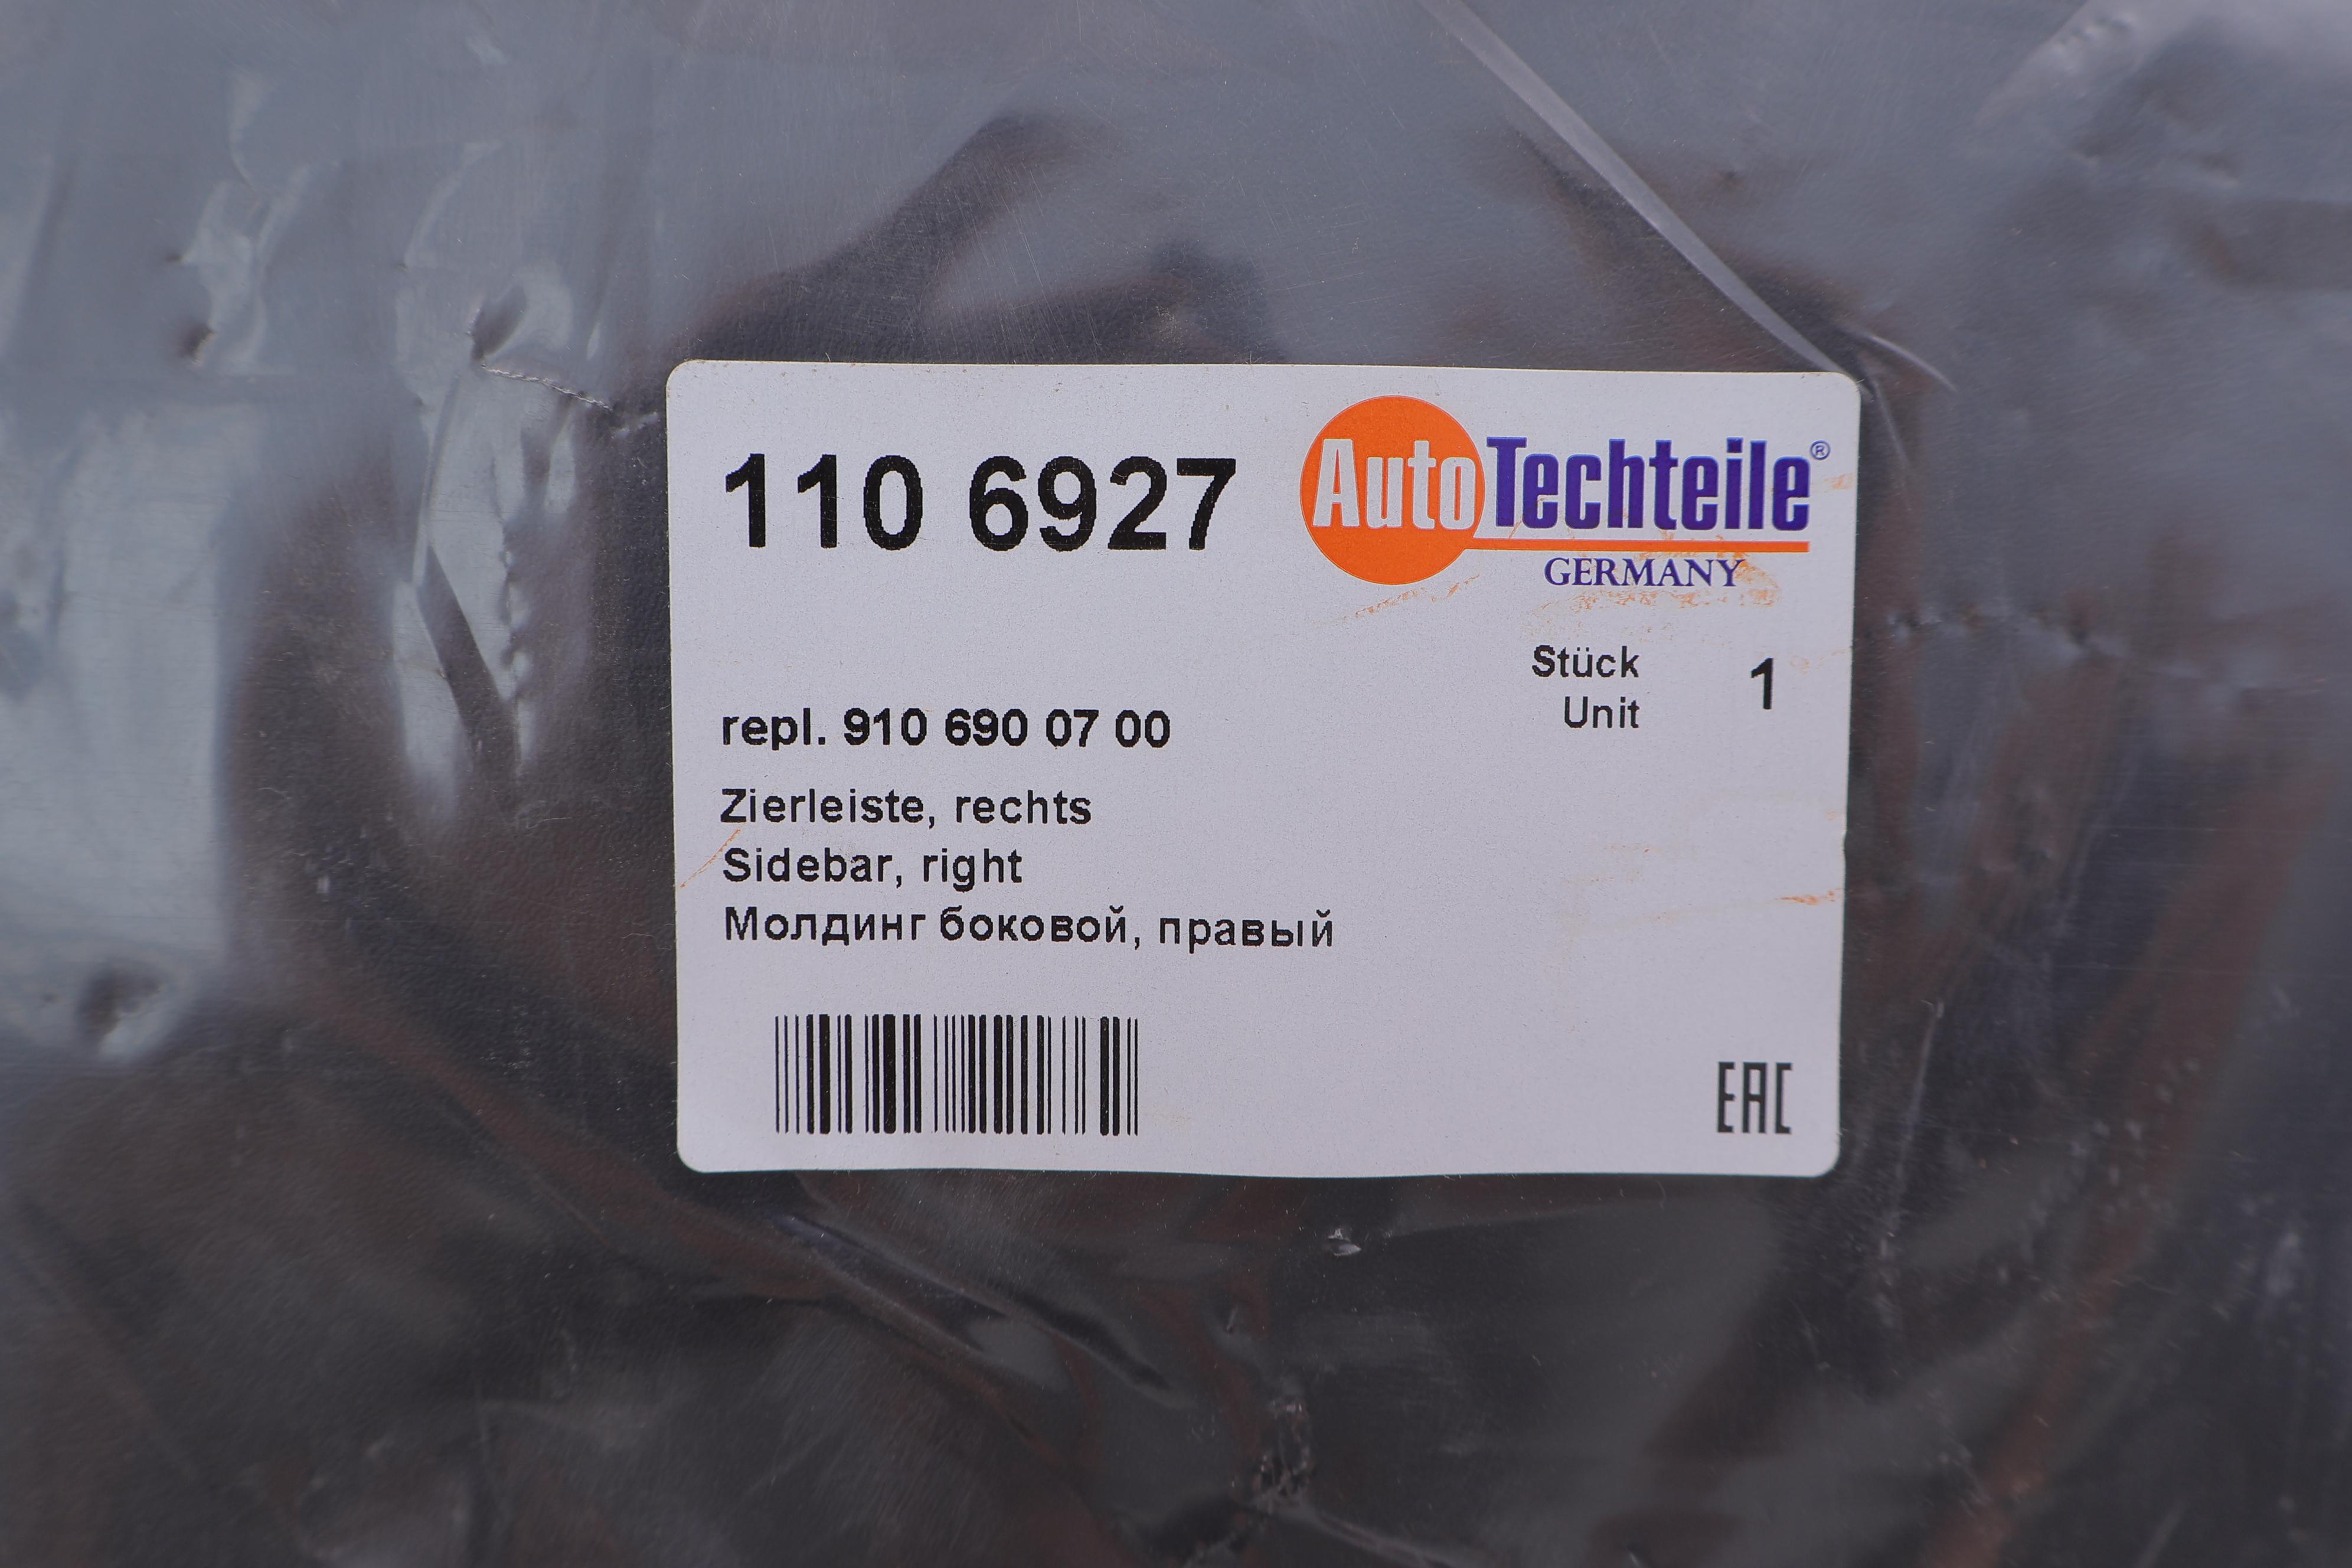 110 6927
AutoTechteile®
GERMANY
Stück 1
Unit
repl. 910 690 07 00
Zierleiste, rechts
Sidebar, right
Молдинг боковой, правый
EAC